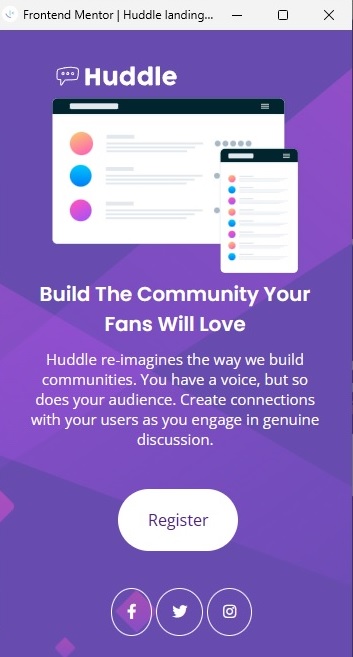 Frontend Mentor | Huddle landing...
Huddle
Build The Community Your
Fans Will Love
Huddle re-imagines the way we build
communities. You have a voice, but so
does your audience. Create connections
with your users as you engage in genuine
discussion.
Register